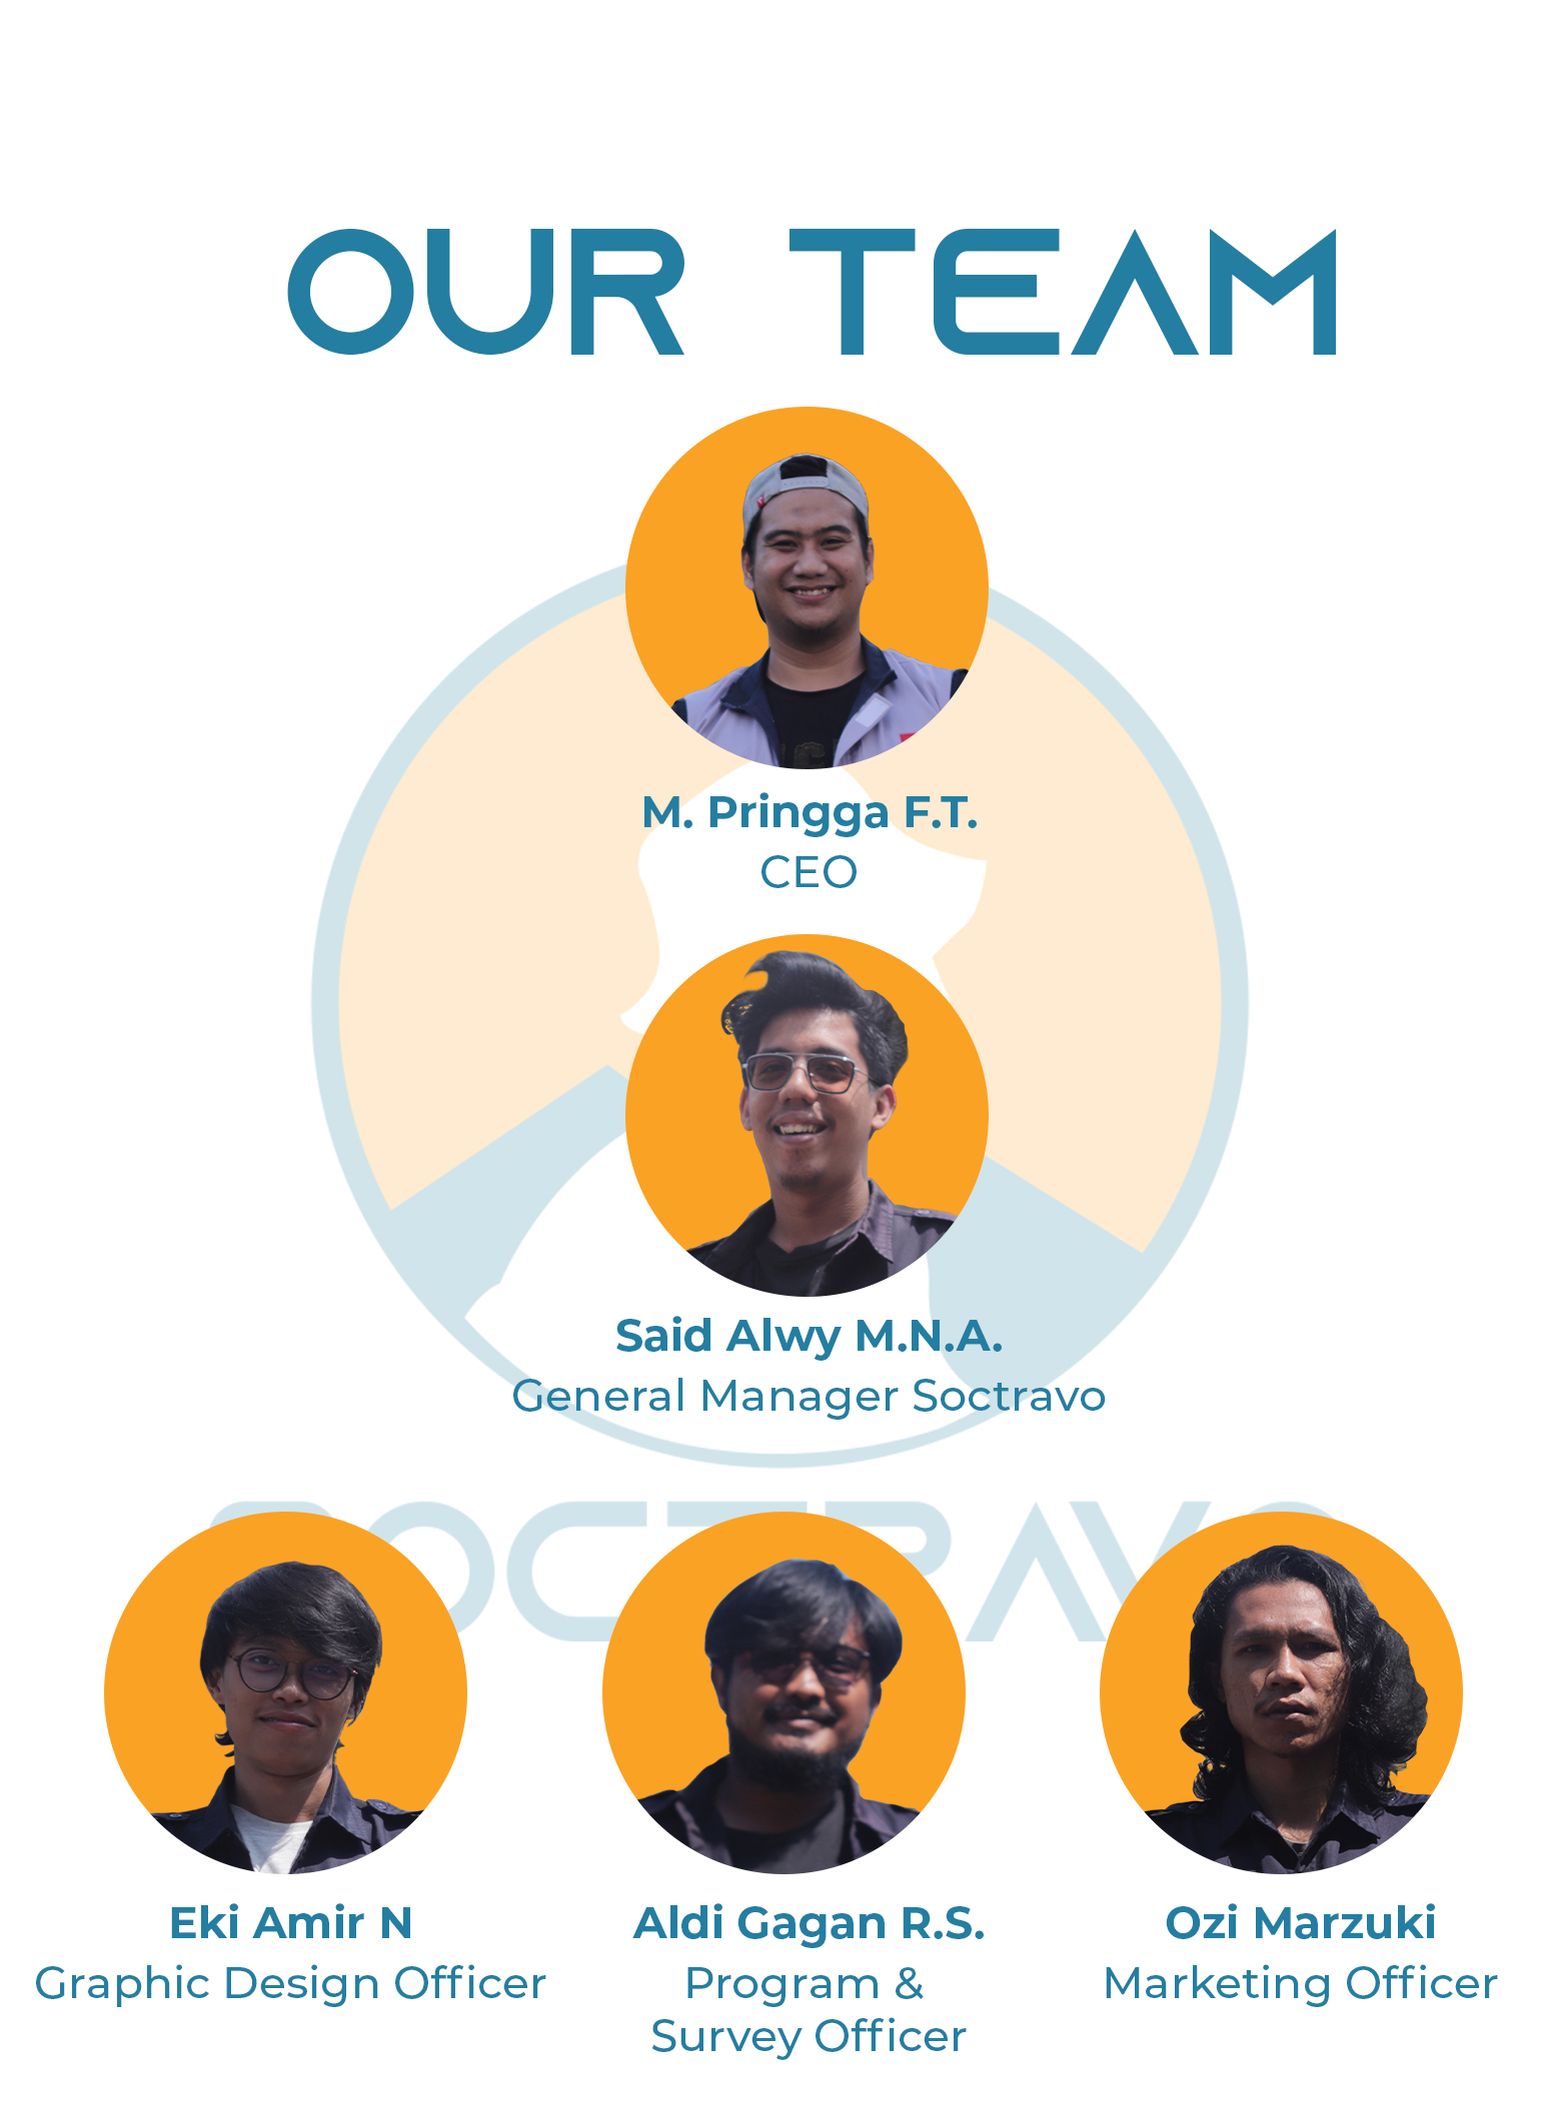 OUR TEAM
M. Pringga F.T.
CEO
Said Alwy M.N.A.
General Manager Soctravo
SOCTRAVO
Eki Amir N
Aldi Gagan R.S.
Ozi Marzuki
Graphic Design Officer
Program &
Survey Officer
Marketing Officer